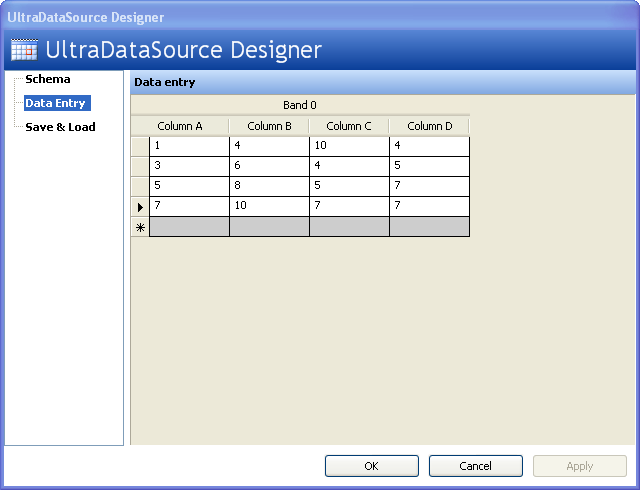 UltraDataSource Designer
UltraDataSource Designer
Schema
Data Entry
Save & Load
Data entry
Band 0
Column A Column B Column C Column D
1 4 10 4
3 6 4 5
5 8 5 7
7 10 7 7
OK Cancel Apply